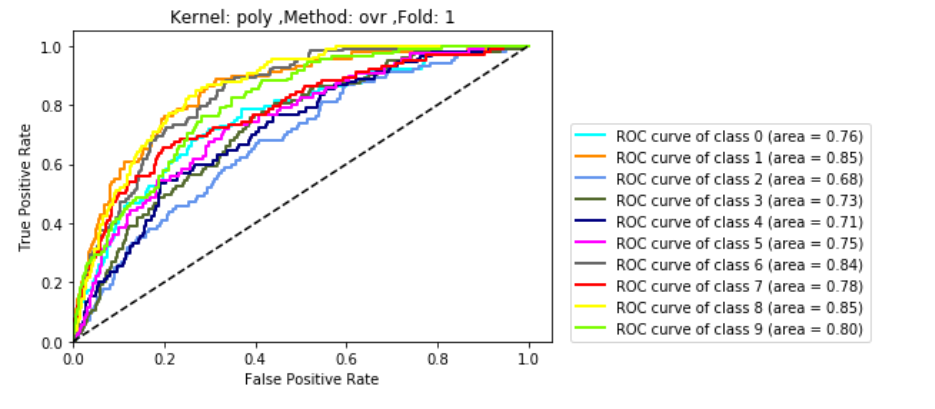 Kernel: poly ,Method: ovr ,Fold: 1
1.0
0.8
0.6
0.4
0.2
0.0
True Positive Rate
0.0 0.2 0.4 0.6 0.8 1.0
False Positive Rate
ROC curve of class 0 (area = 0.76)
ROC curve of class 1 (area = 0.85)
ROC curve of class 2 (area = 0.68)
ROC curve of class 3 (area = 0.73)
ROC curve of class 4 (area = 0.71)
ROC curve of class 5 (area = 0.75)
ROC curve of class 6 (area = 0.84)
ROC curve of class 7 (area = 0.78)
ROC curve of class 8 (area = 0.85)
ROC curve of class 9 (area = 0.80)